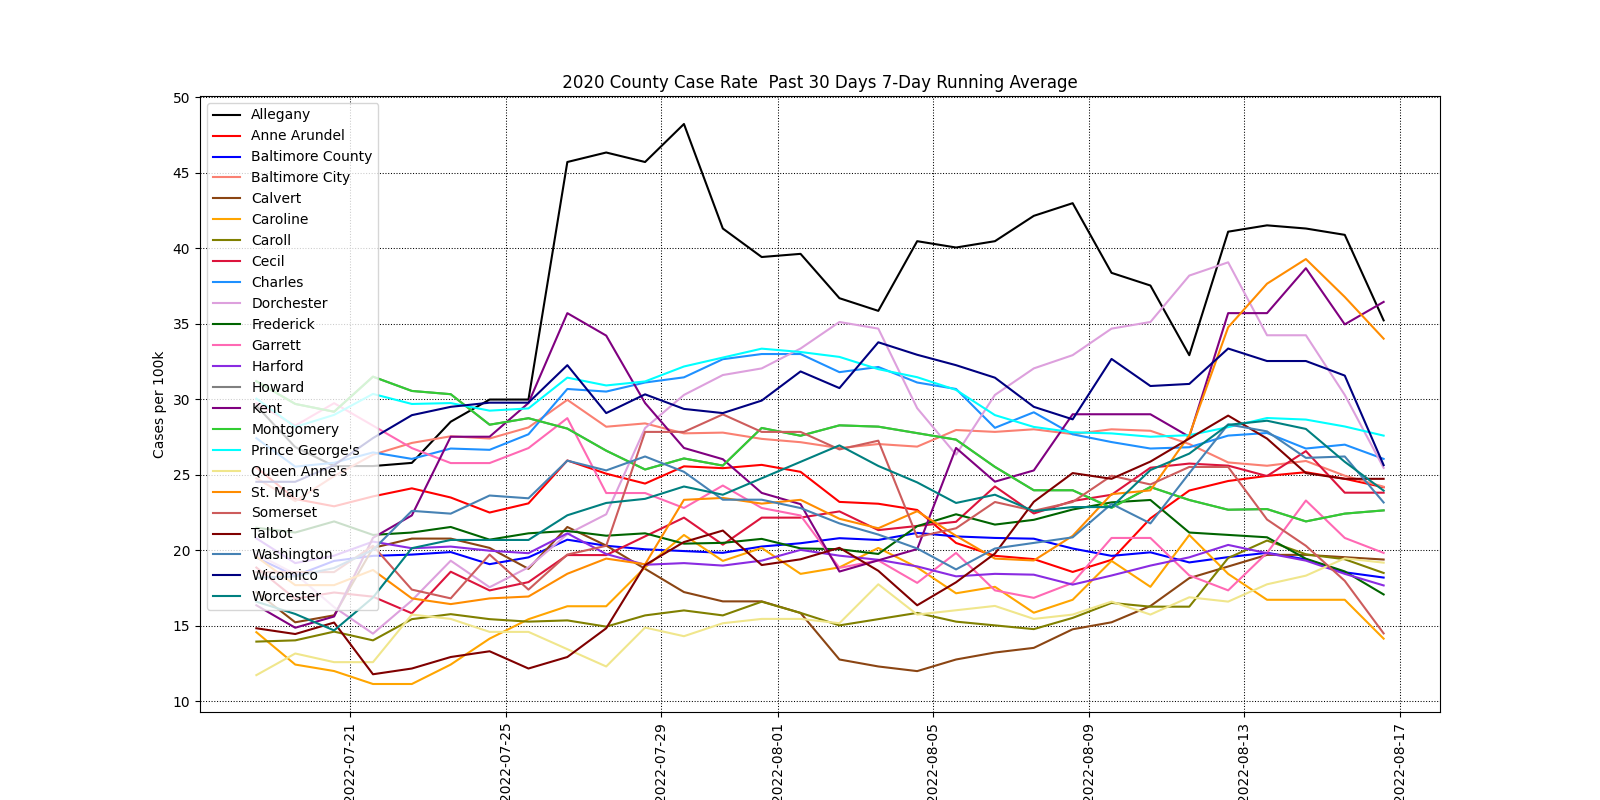 2020 County Case Rate  Past 30 Days 7-Day Running Average
Cases per 100k
50
45
40
35
30
25
20
15
10
Allegany
Anne Arundel
Baltimore County
Baltimore City
Calvert
Caroline
Caroll
Cecil
Charles
Dorchester
Frederick
Garrett
Harford
Howard
Kent
Montgomery
Prince George's
Queen Anne's
St. Mary's
Somerset
Talbot
Washington
Wicomico
Worcester
2022-07-21
2022-07-25
2022-07-29
2022-08-01
2022-08-05
2022-08-09
2022-08-13
2022-08-17